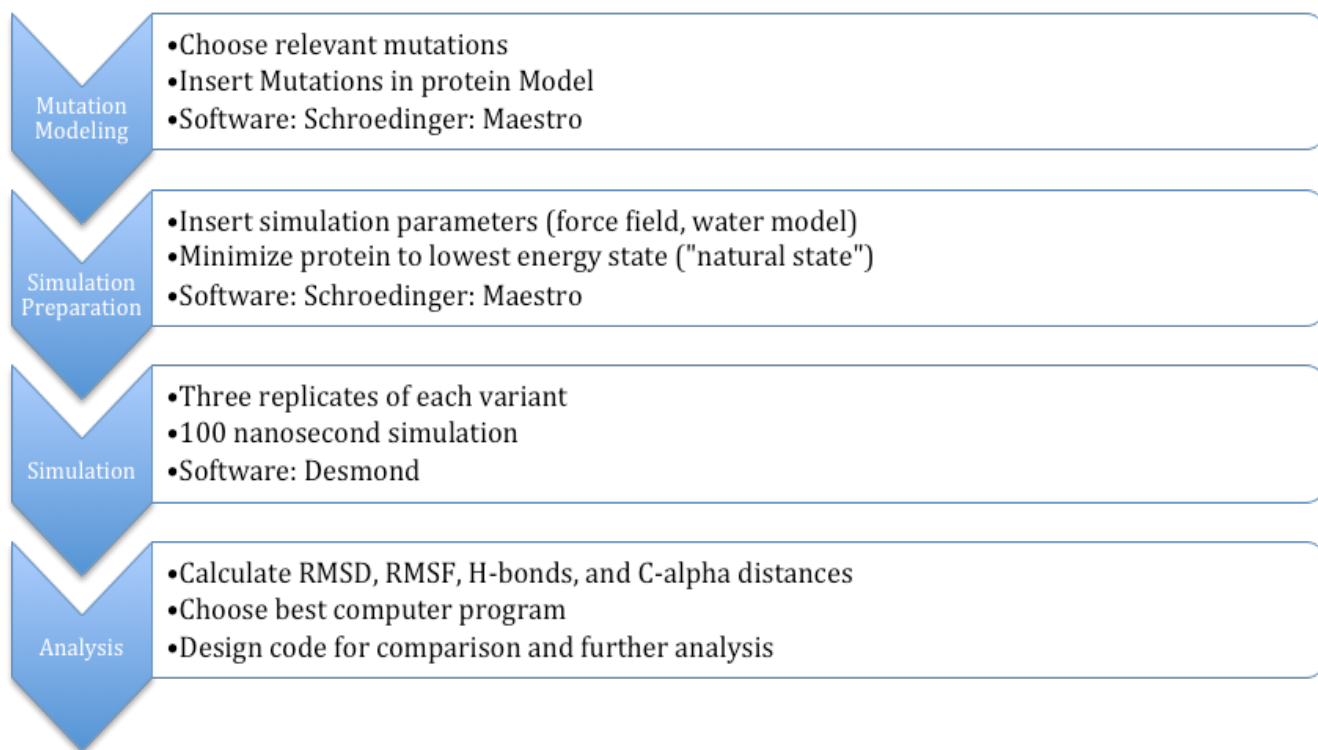 Mutation
Modeling
•Choose relevant mutations
•Insert Mutations in protein Model
•Software: Schroedinger: Maestro
Simulation
Preparation
•Insert simulation parameters (force field, water model)
•Minimize protein to lowest energy state ("natural state")
•Software: Schroedinger: Maestro
Simulation
•Three replicates of each variant
•100 nanosecond simulation
•Software: Desmond
Analysis
•Calculate RMSD, RMSF, H-bonds, and C-alpha distances
•Choose best computer program
•Design code for comparison and further analysis